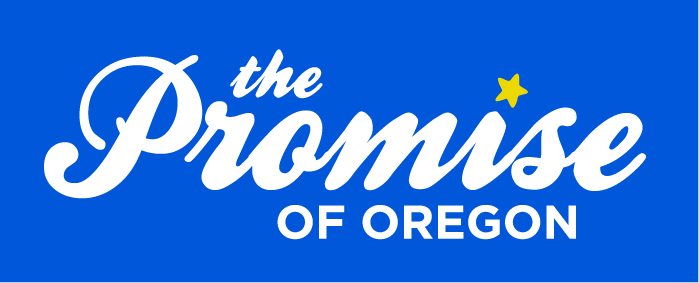 the
Promise
OF OREGON